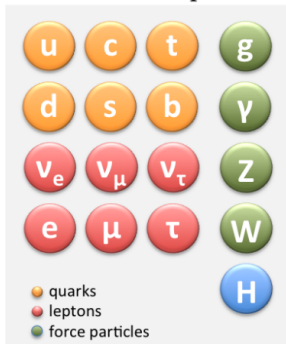 u c t g
d s b γ
νe νμ ντ Z
e μ τ W
H
quarks
leptons
force particles